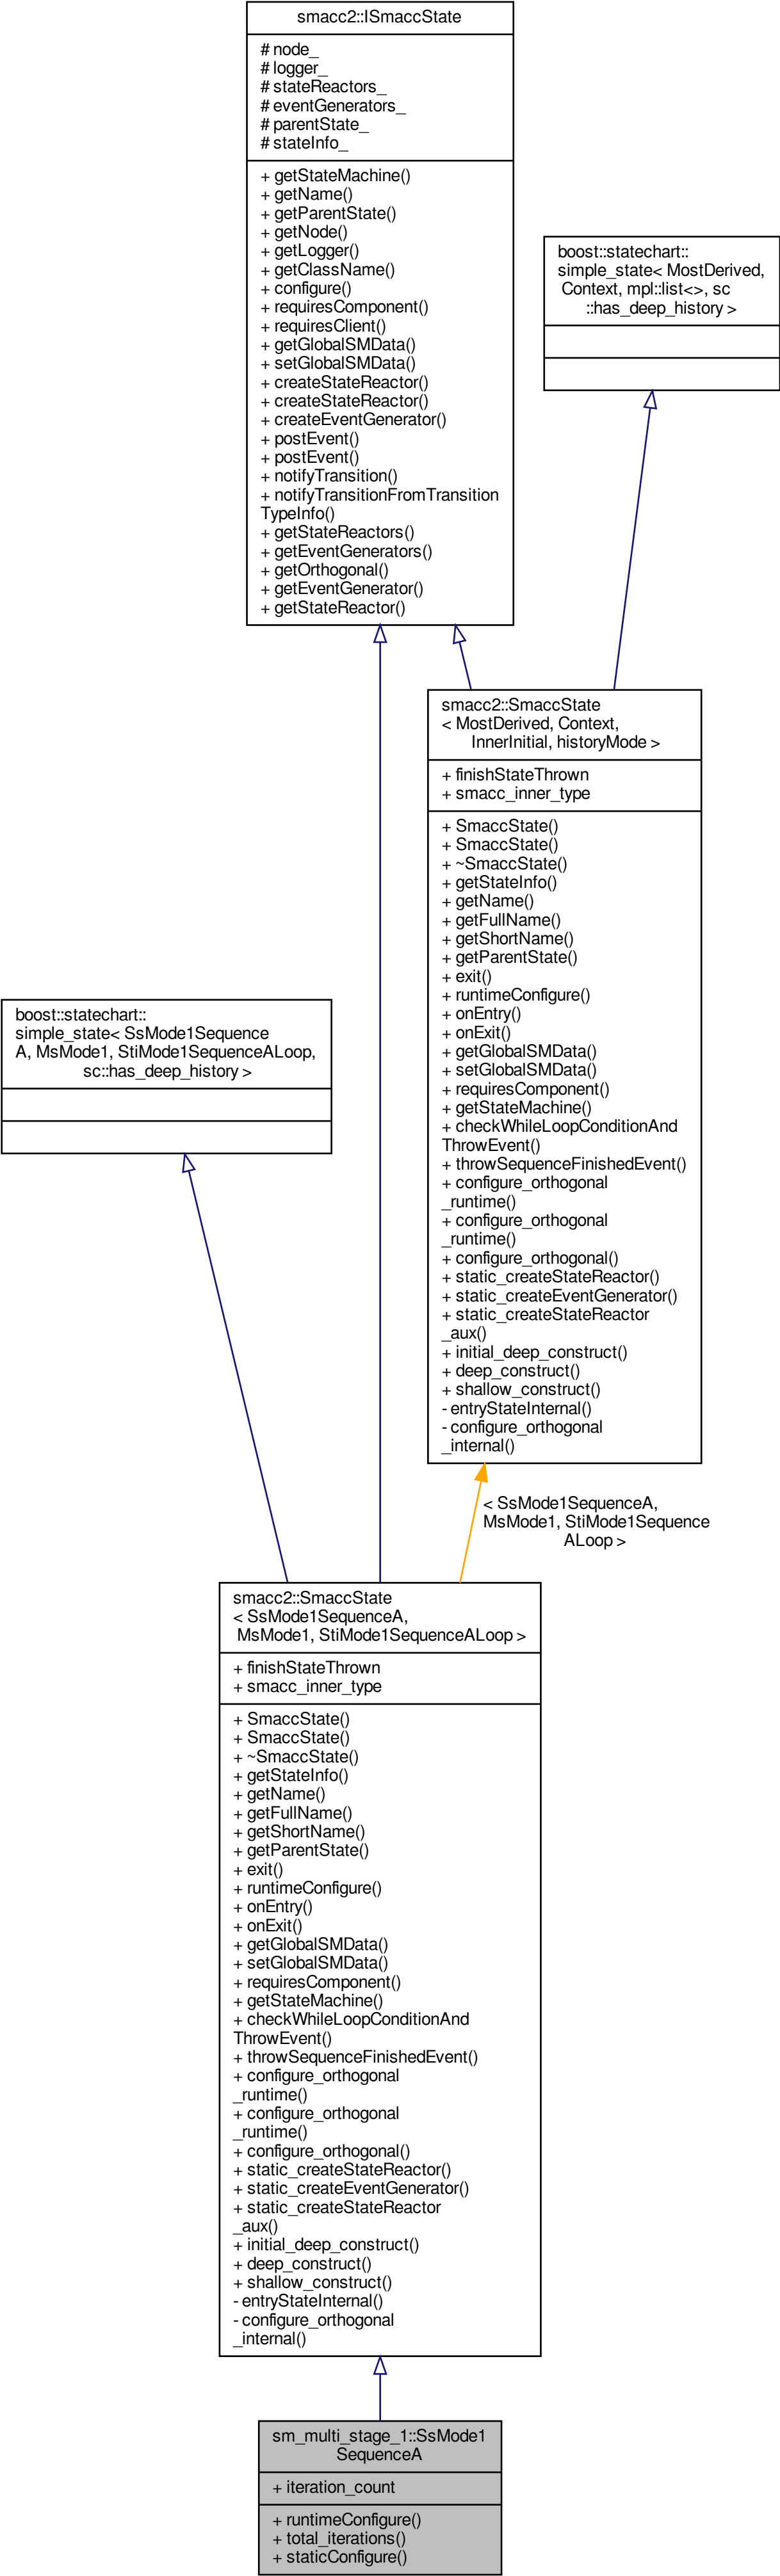 smacc2::ISmaccState
# node_
# logger_
# stateReactors_
# eventGenerators_
# parentState_
# stateInfo_
+ getStateMachine()
+ getName()
+ getParentState()
+ getNode()
+ getLogger()
+ getClassName()
+ configure()
+ requiresComponent()
+ requiresClient()
+ getGlobalSMData()
+ setGlobalSMData()
+ createStateReactor()
+ createStateReactor()
+ createEventGenerator()
+ postEvent()
+ postEvent()
+ notifyTransition()
+ notifyTransitionFromTransition
TypeInfo()
+ getStateReactors()
+ getEventGenerators()
+ getOrthogonal()
+ getEventGenerator()
+ getStateReactor()
boost::statechart::
simple_state< MostDerived,
Context, mpl::list<>, sc
::has_deep_history >
smacc2::SmaccState
< MostDerived, Context,
InnerInitial, historyMode >
+ finishStateThrown
+ smacc_inner_type
+ SmaccState()
+ SmaccState()
+ ~SmaccState()
+ getStateInfo()
+ getName()
+ getFullName()
+ getShortName()
+ getParentState()
+ exit()
+ runtimeConfigure()
+ onEntry()
+ onExit()
+ getGlobalSMData()
+ setGlobalSMData()
+ requiresComponent()
+ getStateMachine()
+ checkWhileLoopConditionAnd
ThrowEvent()
+ throwSequenceFinishedEvent()
+ configure_orthogonal
_runtime()
+ configure_orthogonal
_runtime()
+ configure_orthogonal()
+ static_createStateReactor()
+ static_createEventGenerator()
+ static_createStateReactor
_aux()
+ initial_deep_construct()
+ deep_construct()
+ shallow_construct()
- entryStateInternal()
- configure_orthogonal
_internal()
boost::statechart::
simple_state< SsMode1Sequence
A, MsMode1, StiMode1SequenceALoop,
sc::has_deep_history >
< SsMode1SequenceA,
MsMode1, StiMode1Sequence
ALoop >
smacc2::SmaccState
< SsMode1SequenceA,
MsMode1, StiMode1SequenceALoop >
+ finishStateThrown
+ smacc_inner_type
+ SmaccState()
+ SmaccState()
+ ~SmaccState()
+ getStateInfo()
+ getName()
+ getFullName()
+ getShortName()
+ getParentState()
+ exit()
+ runtimeConfigure()
+ onEntry()
+ onExit()
+ getGlobalSMData()
+ setGlobalSMData()
+ requiresComponent()
+ getStateMachine()
+ checkWhileLoopConditionAnd
ThrowEvent()
+ throwSequenceFinishedEvent()
+ configure_orthogonal
_runtime()
+ configure_orthogonal
_runtime()
+ configure_orthogonal()
+ static_createStateReactor()
+ static_createEventGenerator()
+ static_createStateReactor
_aux()
+ initial_deep_construct()
+ deep_construct()
+ shallow_construct()
- entryStateInternal()
- configure_orthogonal
_internal()
sm_multi_stage_1::SsMode1
SequenceA
+ iteration_count
+ runtimeConfigure()
+ total_iterations()
+ staticConfigure()